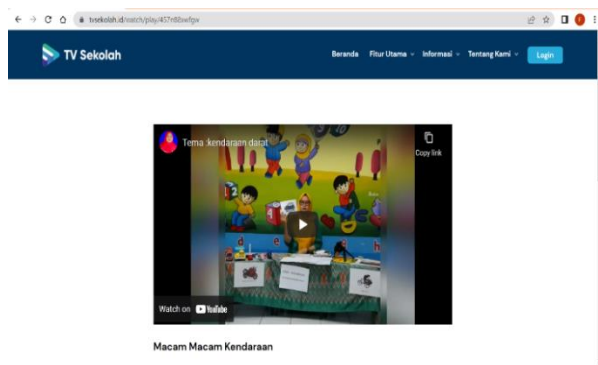 tvsekolah.id/watch/play/
TV Sekolah
Beranda Fitur Utama Informasi Tentang Kami Login
Tema :kendaraan darat
Copy link
Watch on YouTube
Macam Macam Kendaraan